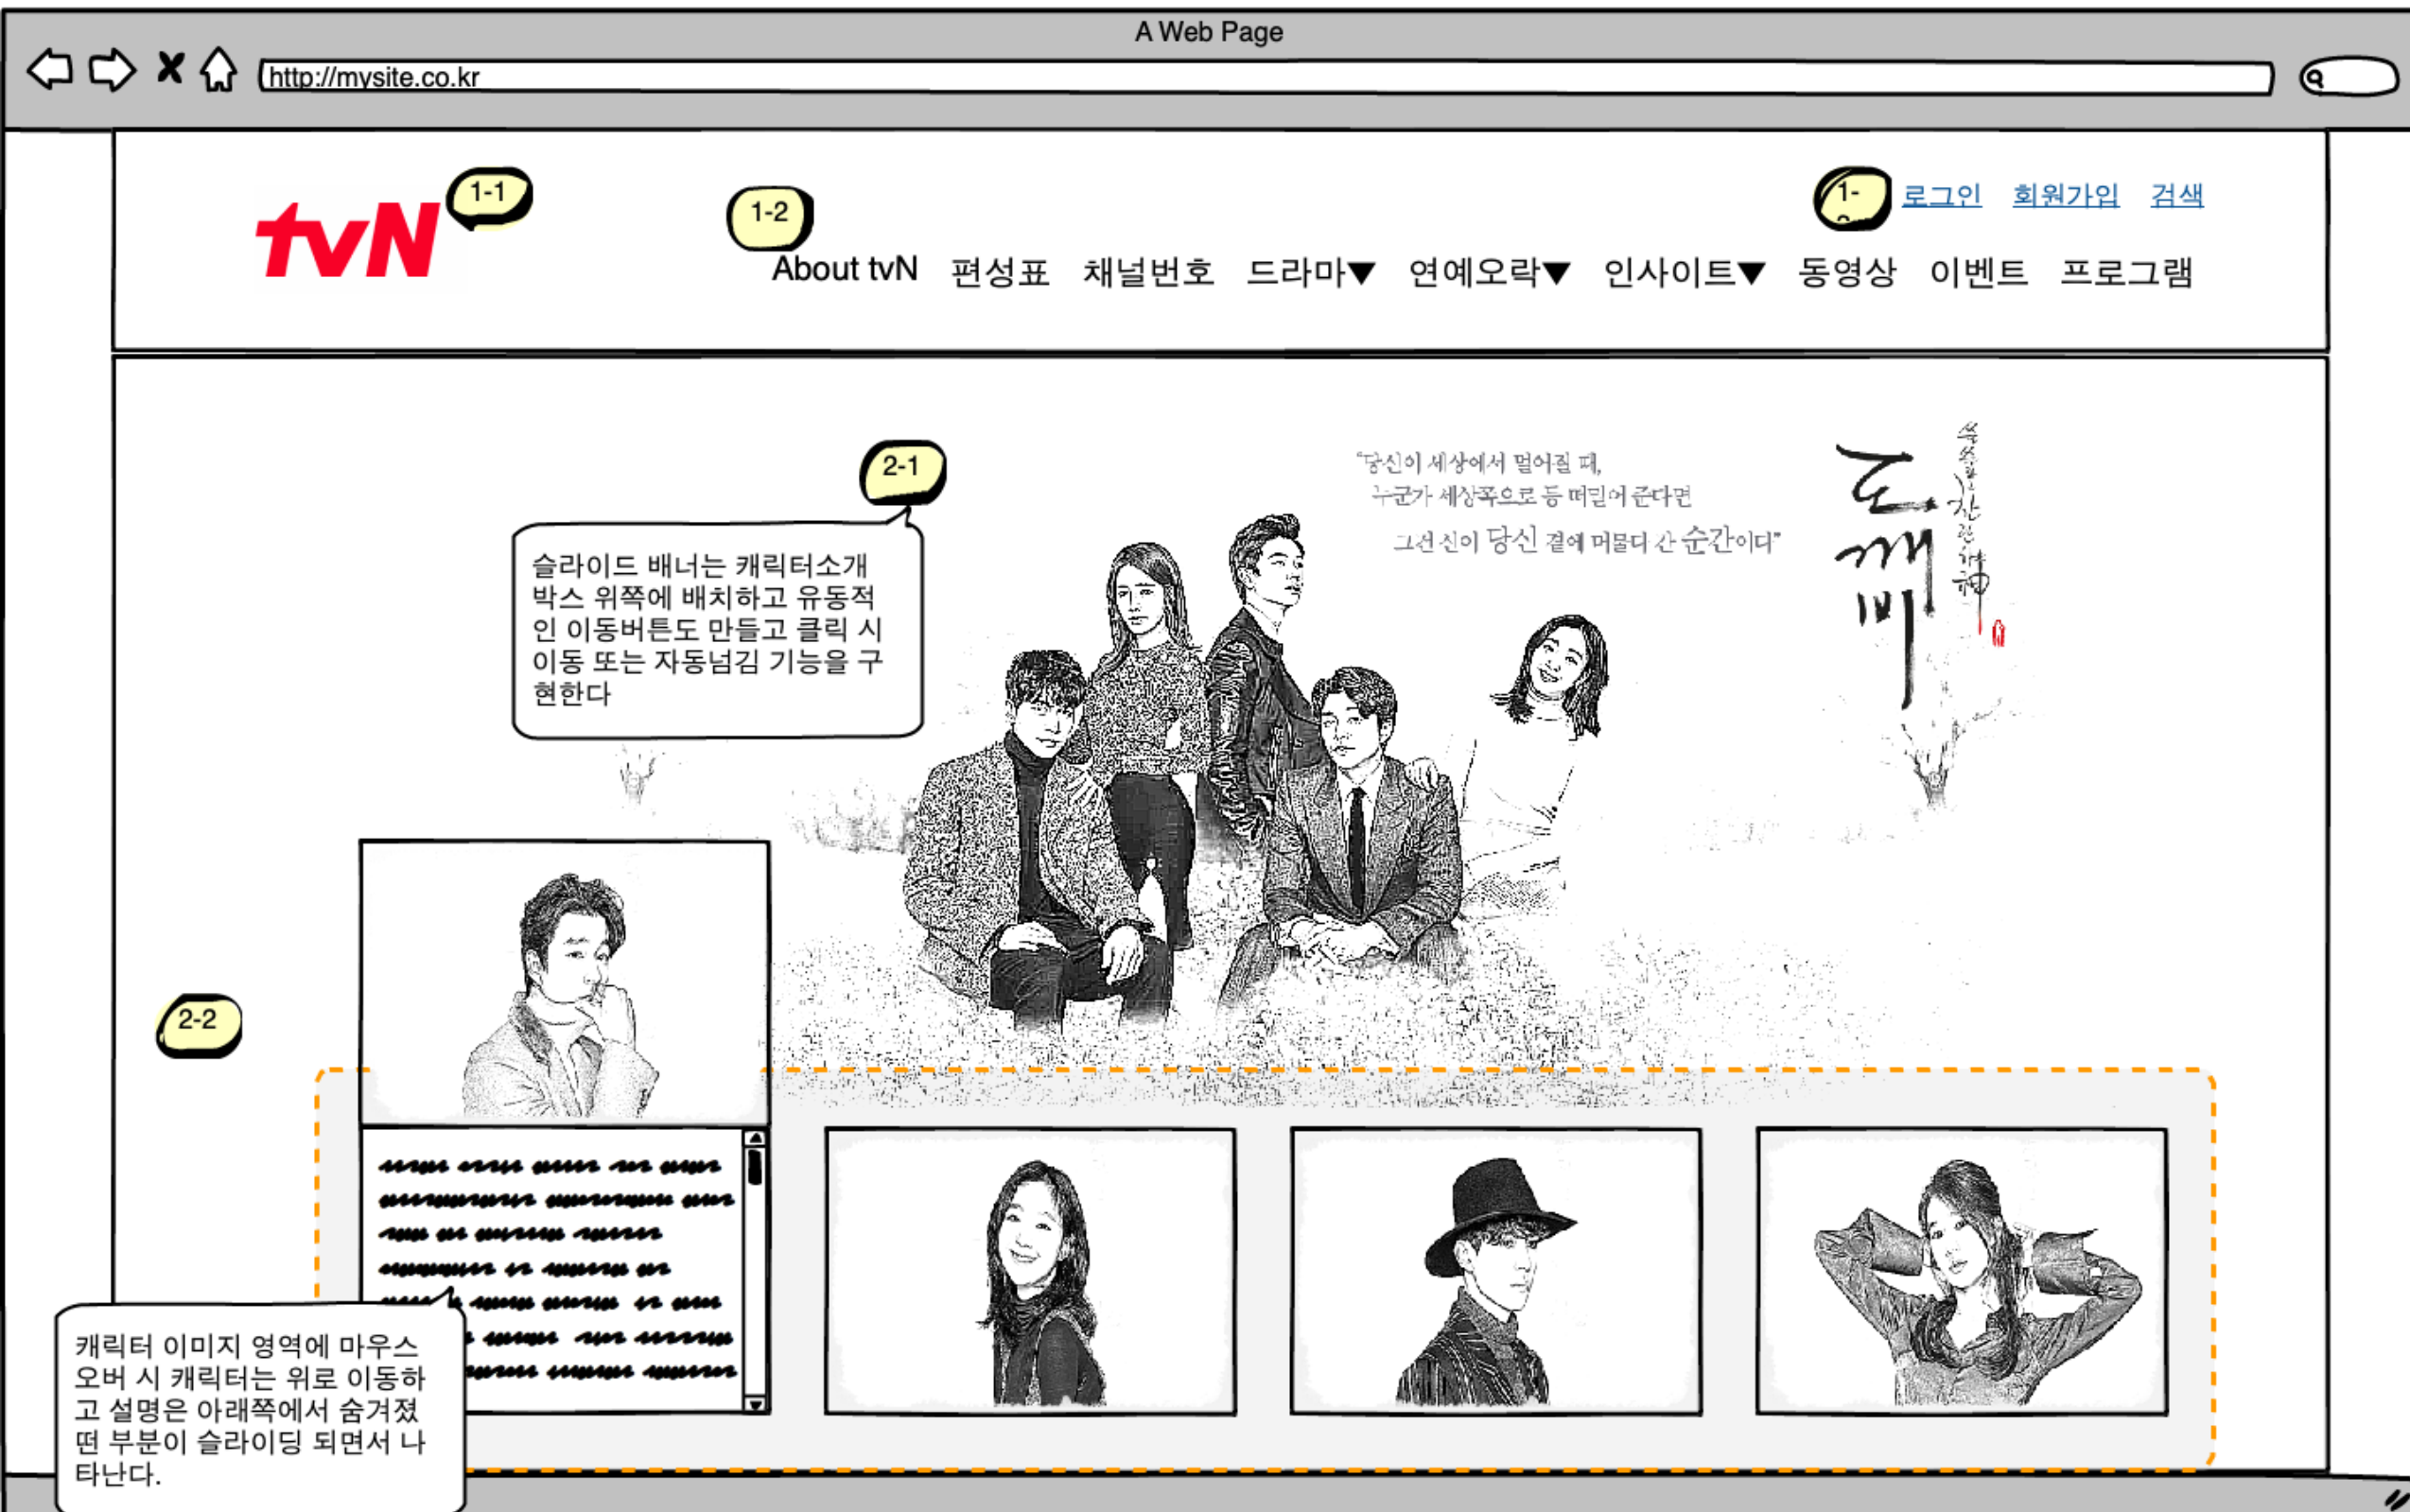 A Web Page
http://mysite.co.kr
tvN
1-1
1-2
1-
로그인 회원가입 검색
About tvN 편성표 채널번호 드라마▼ 연예오락▼ 인사이트▼ 동영상 이벤트 프로그램
2-1
슬라이드 배너는 캐릭터소개
박스 위쪽에 배치하고 유동적
인 이동버튼도 만들고 클릭 시
이동 또는 자동넘김 기능을 구
현한다
“당신이 세상에서 멀어질 때,
누군가 세상쪽으로 등 떠밀어 준다면
그건 신이 당신 곁에 머물다 간 순간이다”
도깨비
쓸쓸하고 찬란하神
2-2
캐릭터 이미지 영역에 마우스
오버 시 캐릭터는 위로 이동하
고 설명은 아래쪽에서 숨겨졌
떤 부분이 슬라이딩 되면서 나
타난다.